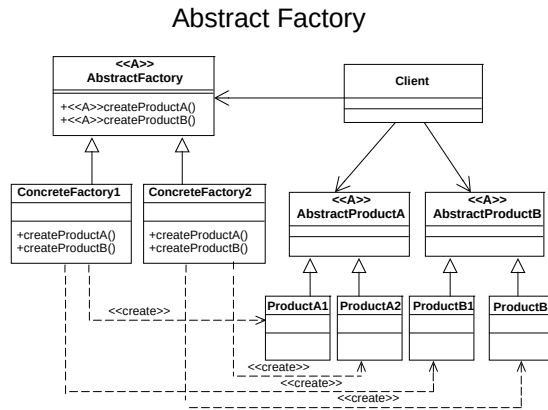 Abstract Factory
<<A>>
AbstractFactory
+<<A>>createProductA()
+<<A>>createProductB()
Client
ConcreteFactory1
+createProductA()
+createProductB()
ConcreteFactory2
+createProductA()
+createProductB()
<<A>>
AbstractProductA
<<A>>
AbstractProductB
ProductA1
ProductA2
ProductB1
ProductB
<<create>>
<<create>>
<<create>>
<<create>>